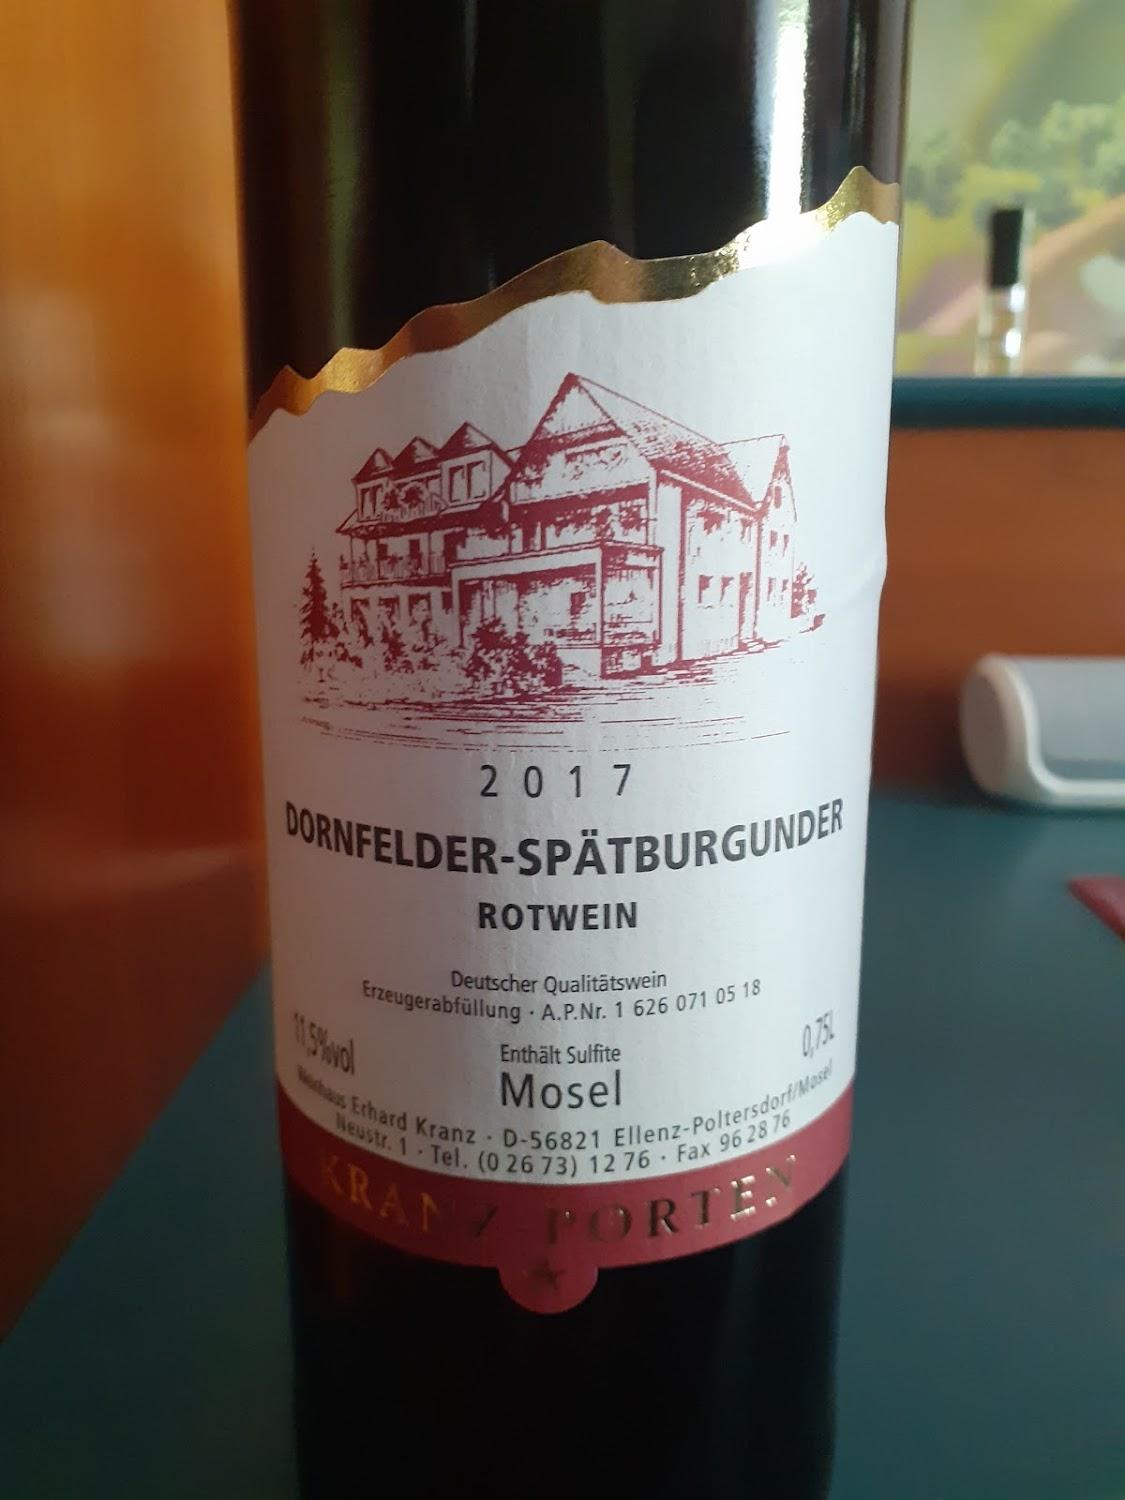 2017
DORNFELDER-SPÄTBURGUNDER
ROTWEIN
Deutscher Qualitätswein
Erzeugerabfüllung · A.P.Nr. 1 626 071 05 18
11,5%vol
Enthält Sulfite
0,75L
Mosel
Weinhaus Erhard Kranz · D-56821 Ellenz-Poltersdorf/Mosel
Neustr. 1 · Tel. (0 26 73) 12 76 · Fax 96 28 76
KRANZ PORTEN